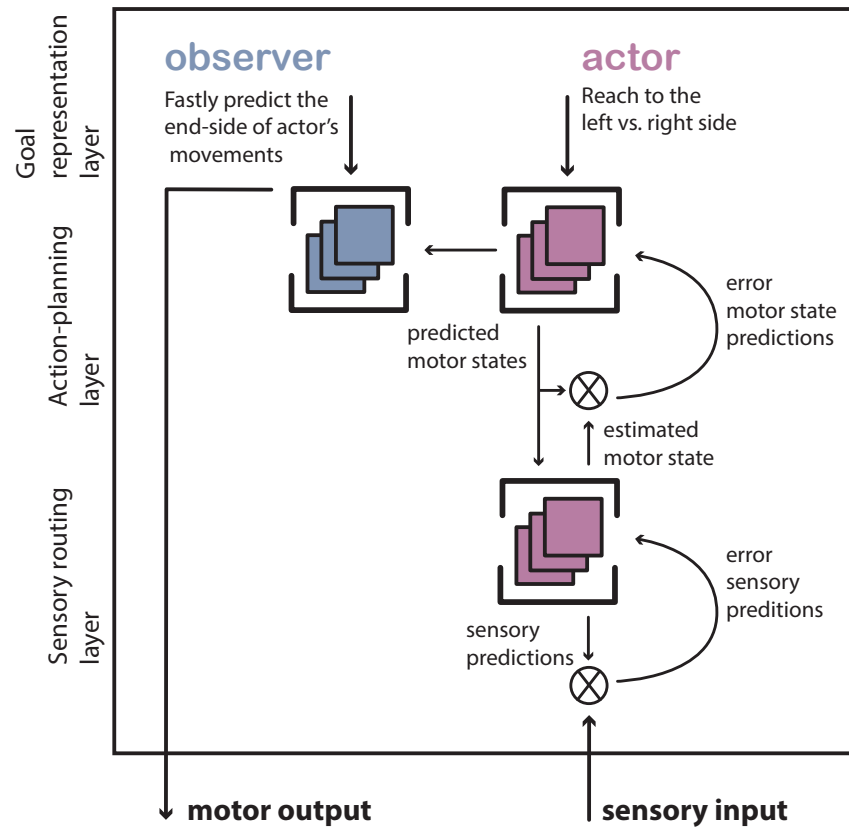 Goal
representation
layer
Action-planning
layer
Sensory routing
layer
observer
Fastly predict the
end-side of actor's
movements
actor
Reach to the
left vs. right side
predicted
motor states
error
motor state
predictions
estimated
motor state
error
sensory
preditions
sensory
predictions
motor output
sensory input